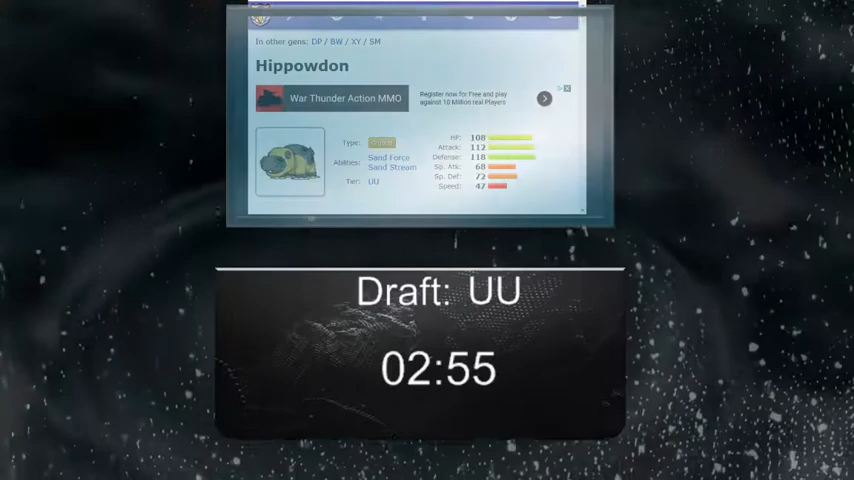 In other gens: DP / BW / XY / SM
Hippowdon
War Thunder Action MMO
Register now for Free and play
against 10 Million real Players
Type:
Abilities: Sand Force
Sand Stream
Tier: UU
HP: 108
Attack: 112
Defense: 118
Sp. Atk: 68
Sp. Def: 72
Speed: 47
Draft: UU
02:55